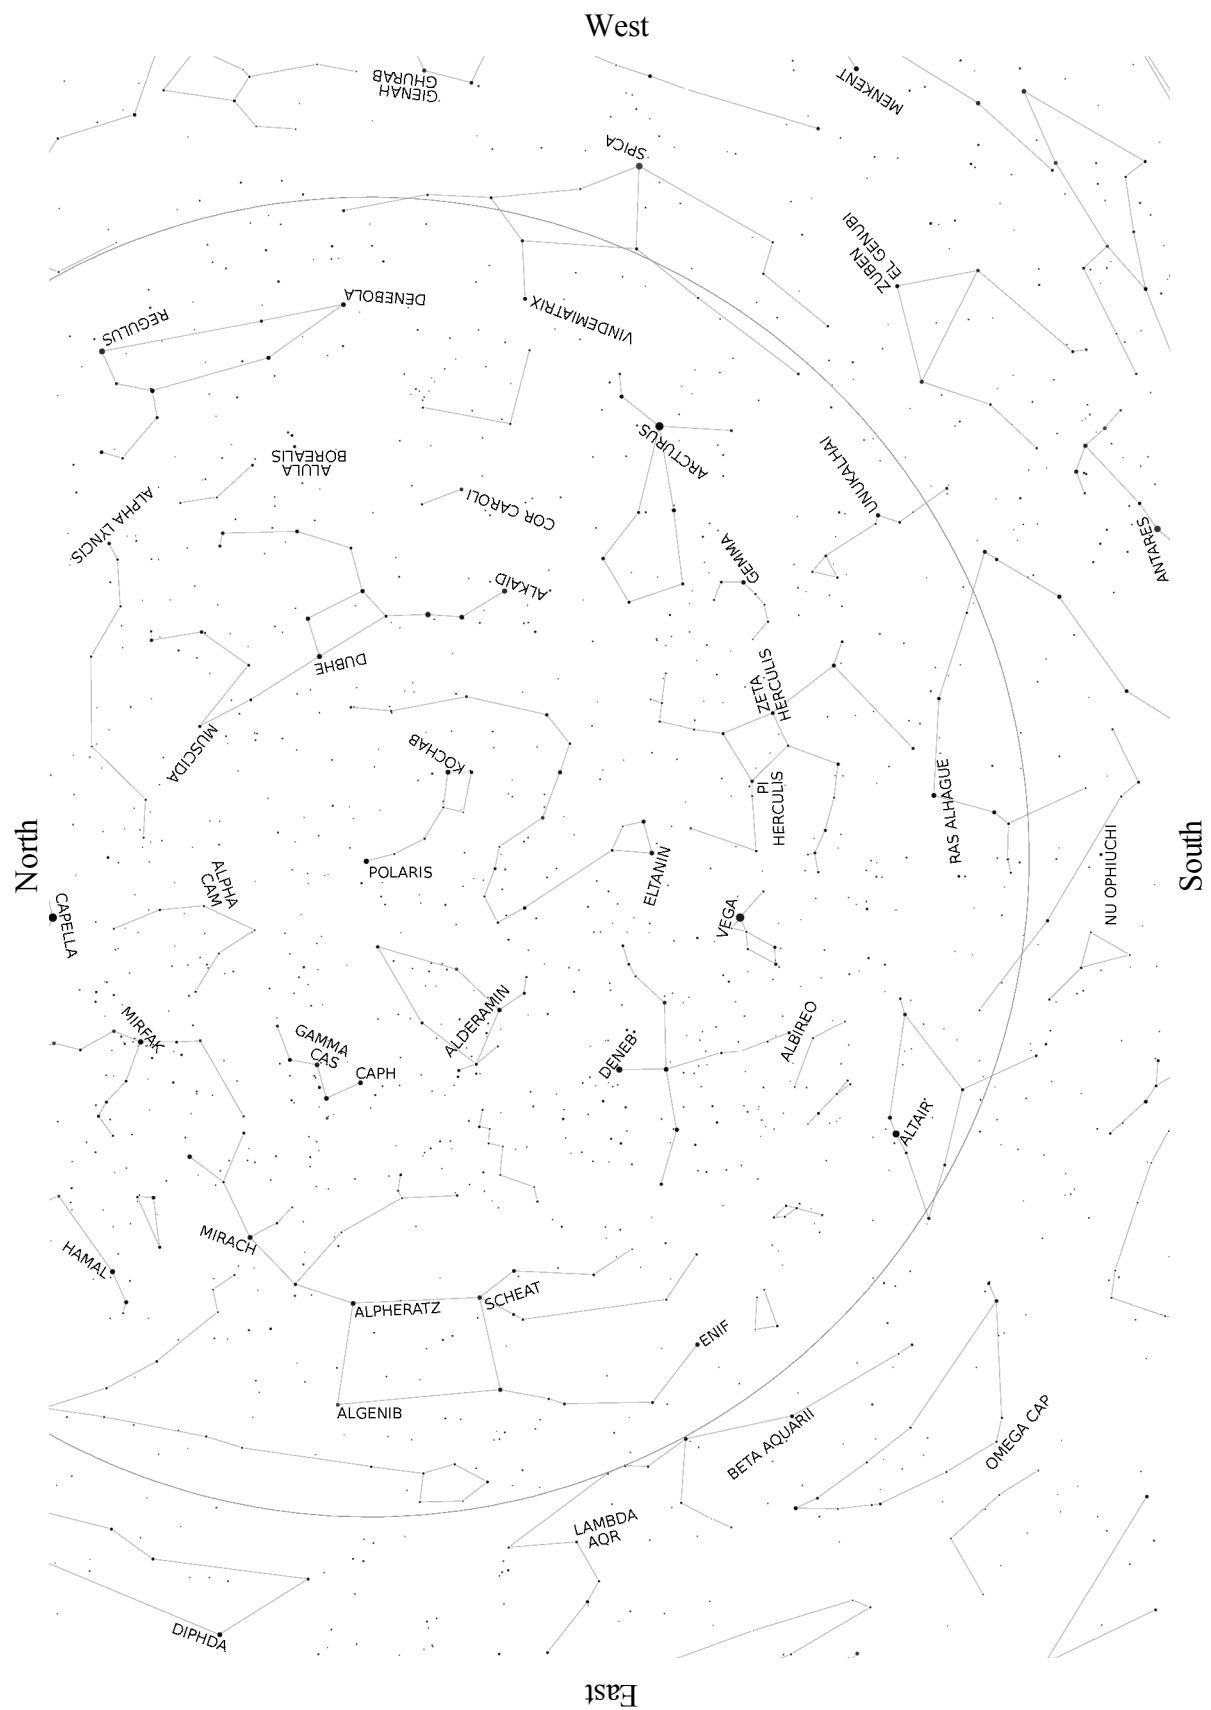 West
GIENAH
GHURAB
MENKENT
SPICA
ZUBEN
EL GENUBI
DENEBOLA
VINDEMIATRIX
REGULUS
ARCTURUS
ALULA
BOREALIS
UNUKALHAI
COR CAROLI
ALPHA LYNCIS
ANTARES
GEMMA
ALKAID
DUBHE
ZETA
HERCULIS
MUSCIDA
KOCHAB
PI
HERCULIS
RAS ALHAGUE
NU OPHIUCHI
North
South
POLARIS
ELTANIN
ALPHA
CAM
CAPELLA
VEGA
MIRFAK
GAMMA
CAS
CAPH
ALDERAMIN
DENEB
ALBIREO
ALTAIR
MIRACH
HAMAL
ALPHERATZ
SCHEAT
ENIF
ALGENIB
BETA AQUARII
OMEGA CAP
LAMBDA
AQR
DIPHDA
East